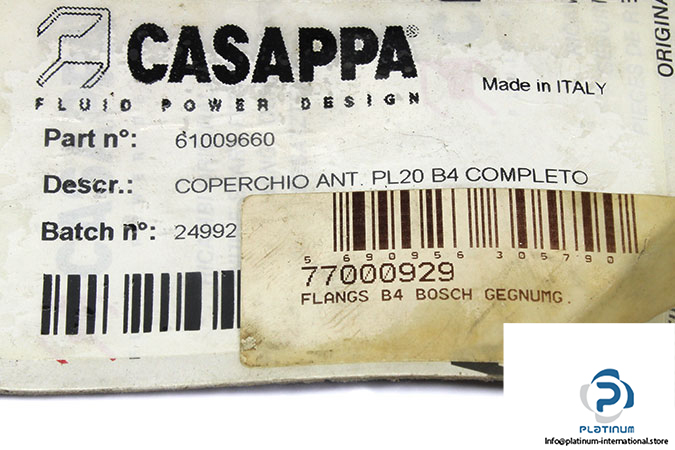 CASAPPA®
FLUID POWER DESIGN
Made in ITALY
ORIGINA
Part n°: 61009660
Descr.: COPERCHIO ANT. PL20 B4 COMPLETO
Batch n°: 24992
5 690956 305790
77000929
FLANGS B4 BOSCH GEGNUMG.
PLATINUM
Info@platinum-international.store